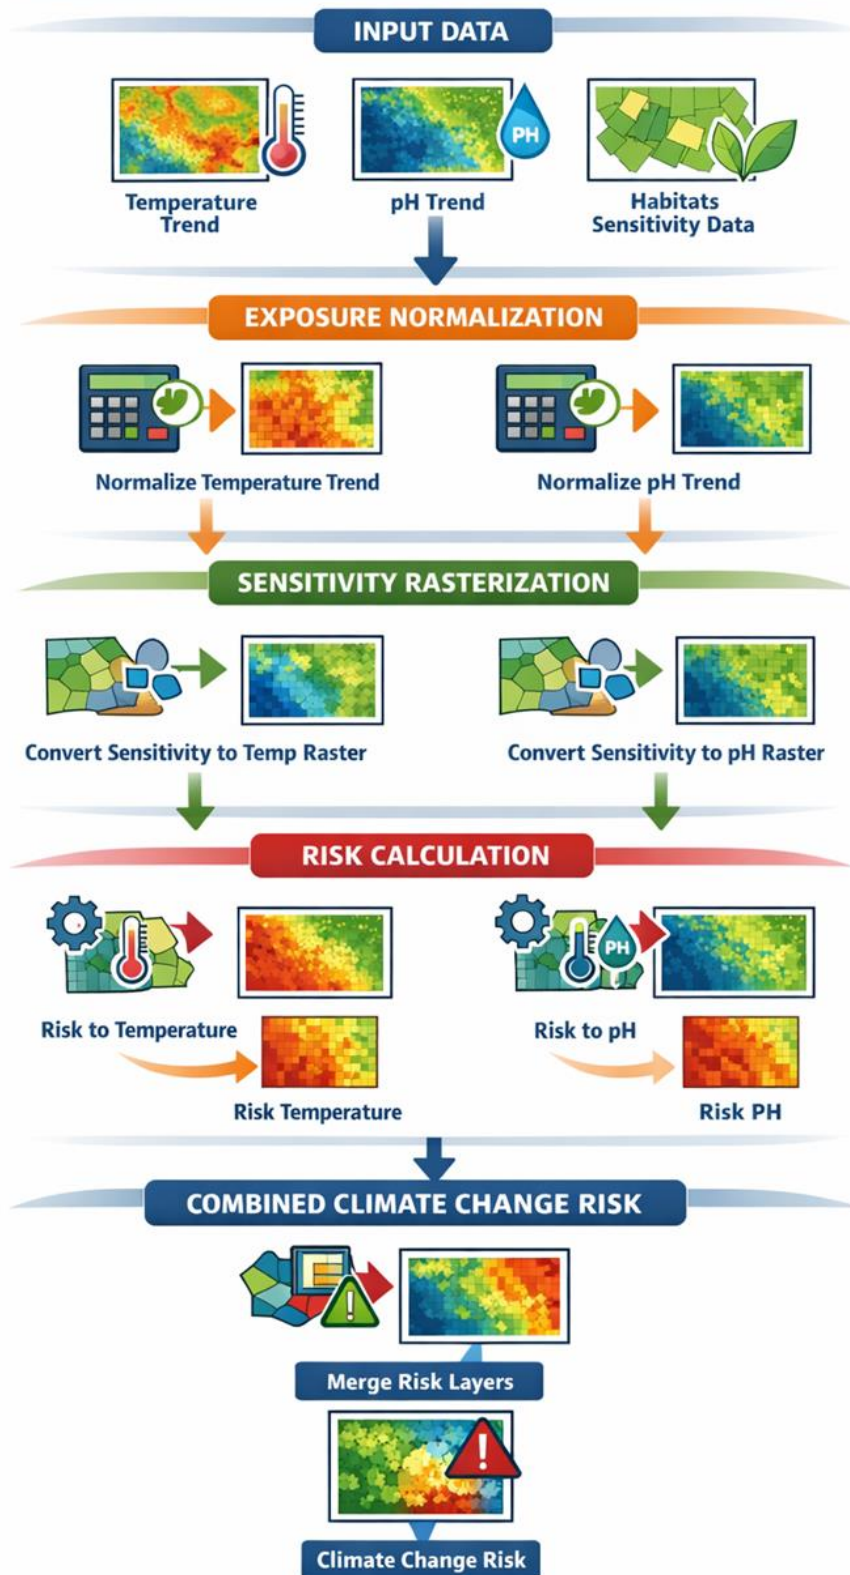 INPUT DATA
PH
Temperature
Trend
pH Trend
Habitats
Sensitivity Data
EXPOSURE NORMALIZATION
Normalize Temperature Trend
Normalize pH Trend
SENSITIVITY RASTERIZATION
Convert Sensitivity to Temp Raster
Convert Sensitivity to pH Raster
RISK CALCULATION
PH
Risk to Temperature
Risk to pH
Risk Temperature
Risk PH
COMBINED CLIMATE CHANGE RISK
!
Merge Risk Layers
!
Climate Change Risk